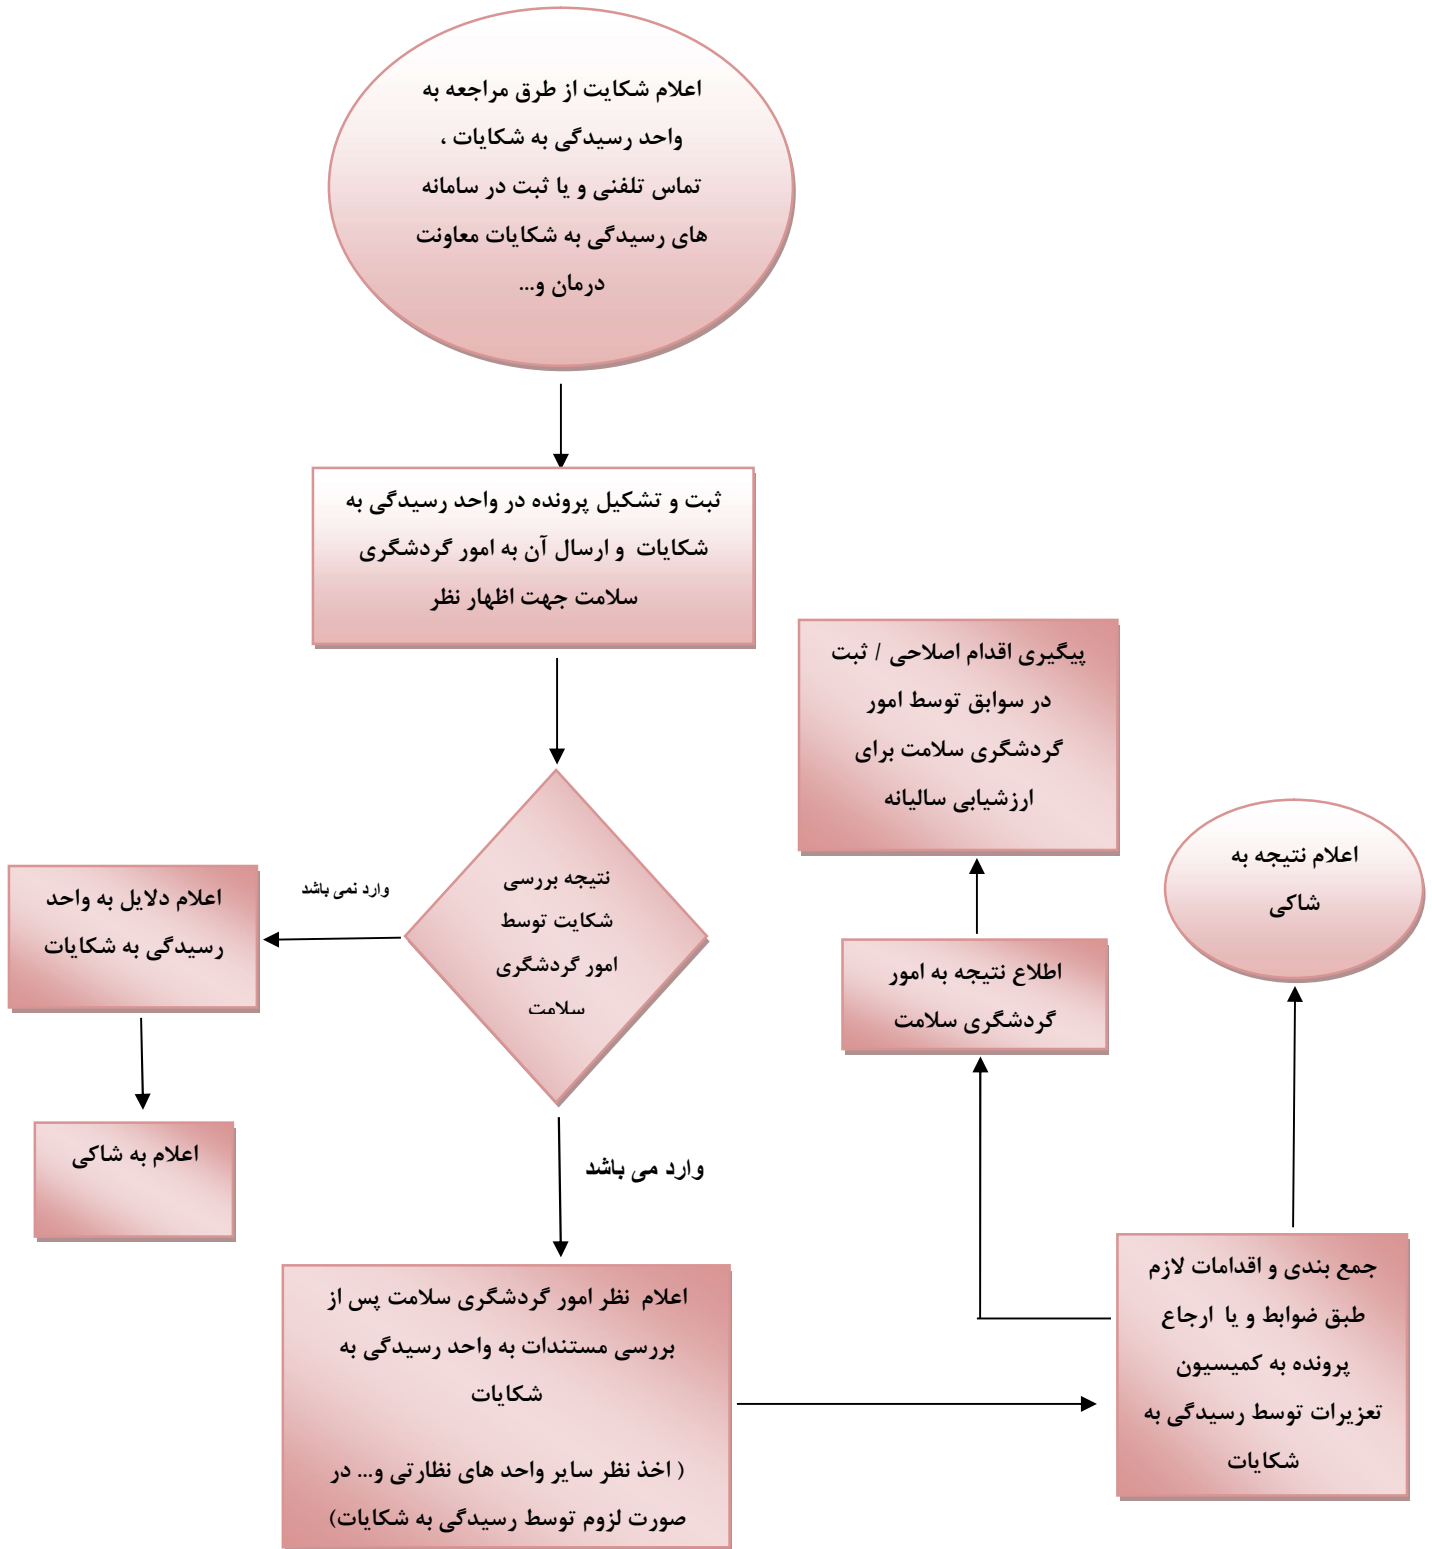 اعلام شکایت از طرق مراجعه به
واحد رسیدگی به شکایات ،
تماس تلفنی و یا ثبت در سامانه
های رسیدگی به شکایات معاونت
درمان و...
ثبت و تشکیل پرونده در واحد رسیدگی به
شکایات و ارسال آن به امور گردشگری
سلامت جهت اظهار نظر
نتیجه بررسی
شکایت توسط
امور گردشگری
سلامت
وارد نمی باشد
اعلام دلایل به واحد
رسیدگی به شکایات
اعلام به شاکی
وارد می باشد
اعلام نظر امور گردشگری سلامت پس از
بررسی مستندات به واحد رسیدگی به
شکایات
( اخذ نظر سایر واحد های نظارتی و... در
صورت لزوم توسط رسیدگی به شکایات)
جمع بندی و اقدامات لازم
طبق ضوابط و یا ارجاع
پرونده به کمیسیون
تعزیرات توسط رسیدگی به
شکایات
اطلاع نتیجه به امور
گردشگری سلامت
پیگیری اقدام اصلاحی / ثبت
در سوابق توسط امور
گردشگری سلامت برای
ارزشیابی سالیانه
اعلام نتیجه به
شاکی